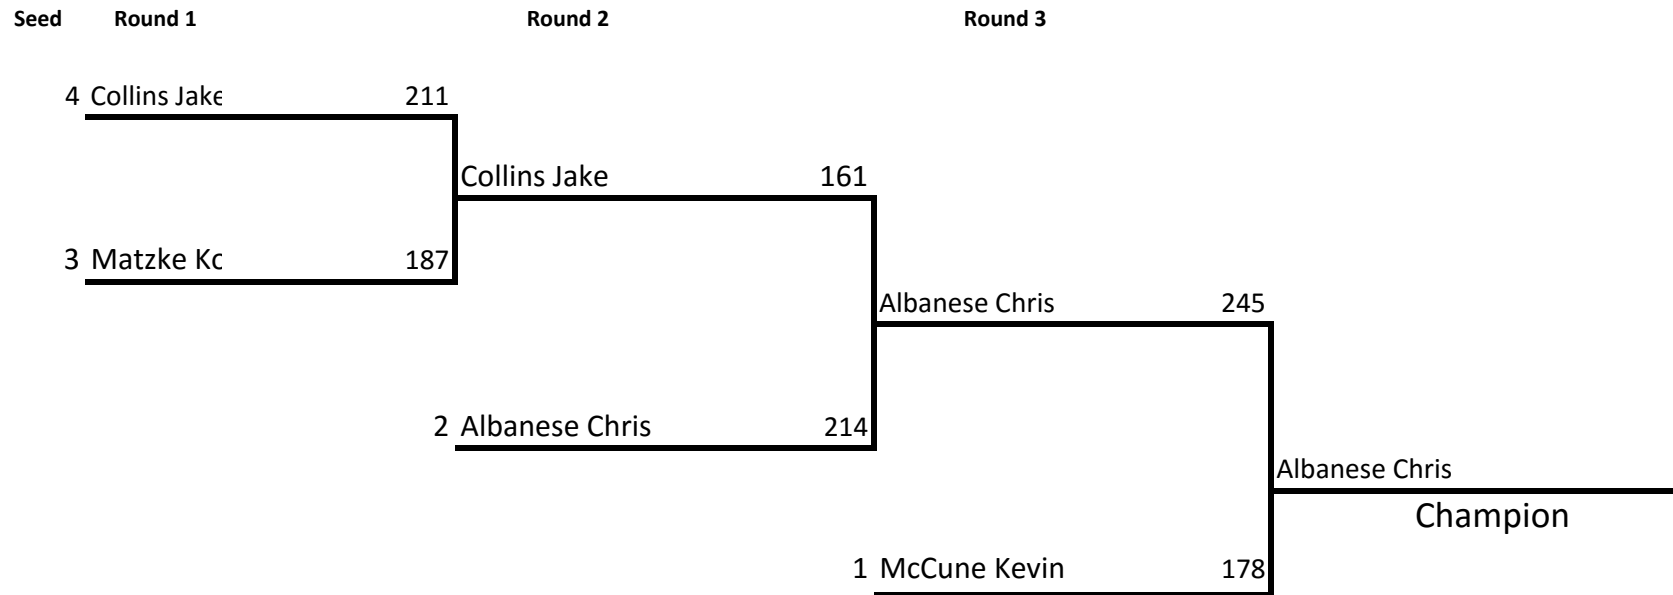 Seed Round 1 Round 2 Round 3
4 Collins Jake 211
Collins Jake 161
3 Matzke 187
Albanese Chris 245
2 Albanese Chris 214
Albanese Chris
Champion
1 McCune Kevin 178